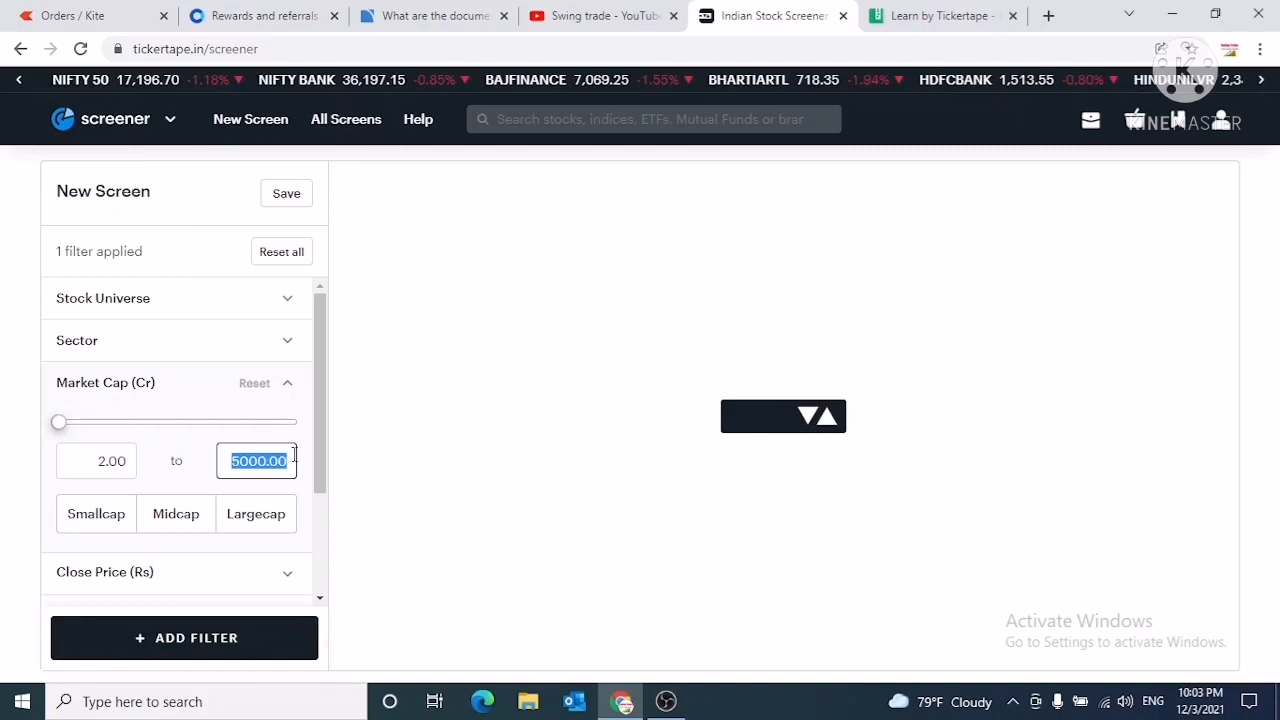 Orders / Kite
Rewards and referrals
What are the docume
Swing trade - YouTube
Indian Stock Screener
Learn by Tickertape -
tickertape.in/screener
NIFTY 50 17,196.70 -1.18% NIFTY BANK 36,197.15 -0.85% BAJFINANCE 7,069.25 -1.55% BHARTIARTL 718.35 -1.94% HDFCBANK 1,513.55 -0.80% HINDUNILVR 2,3
screener New Screen All Screens Help Search stocks, indices, ETFs, Mutual Funds or brar
KINEMASTER
New Screen Save
1 filter applied Reset all
Stock Universe
Sector
Market Cap (Cr) Reset
2.00 to 5000.00
Smallcap Midcap Largecap
Close Price (Rs)
+ ADD FILTER
Activate Windows
Go to Settings to activate Windows.
Type here to search
79°F Cloudy
ENG
10:03 PM
12/3/2021